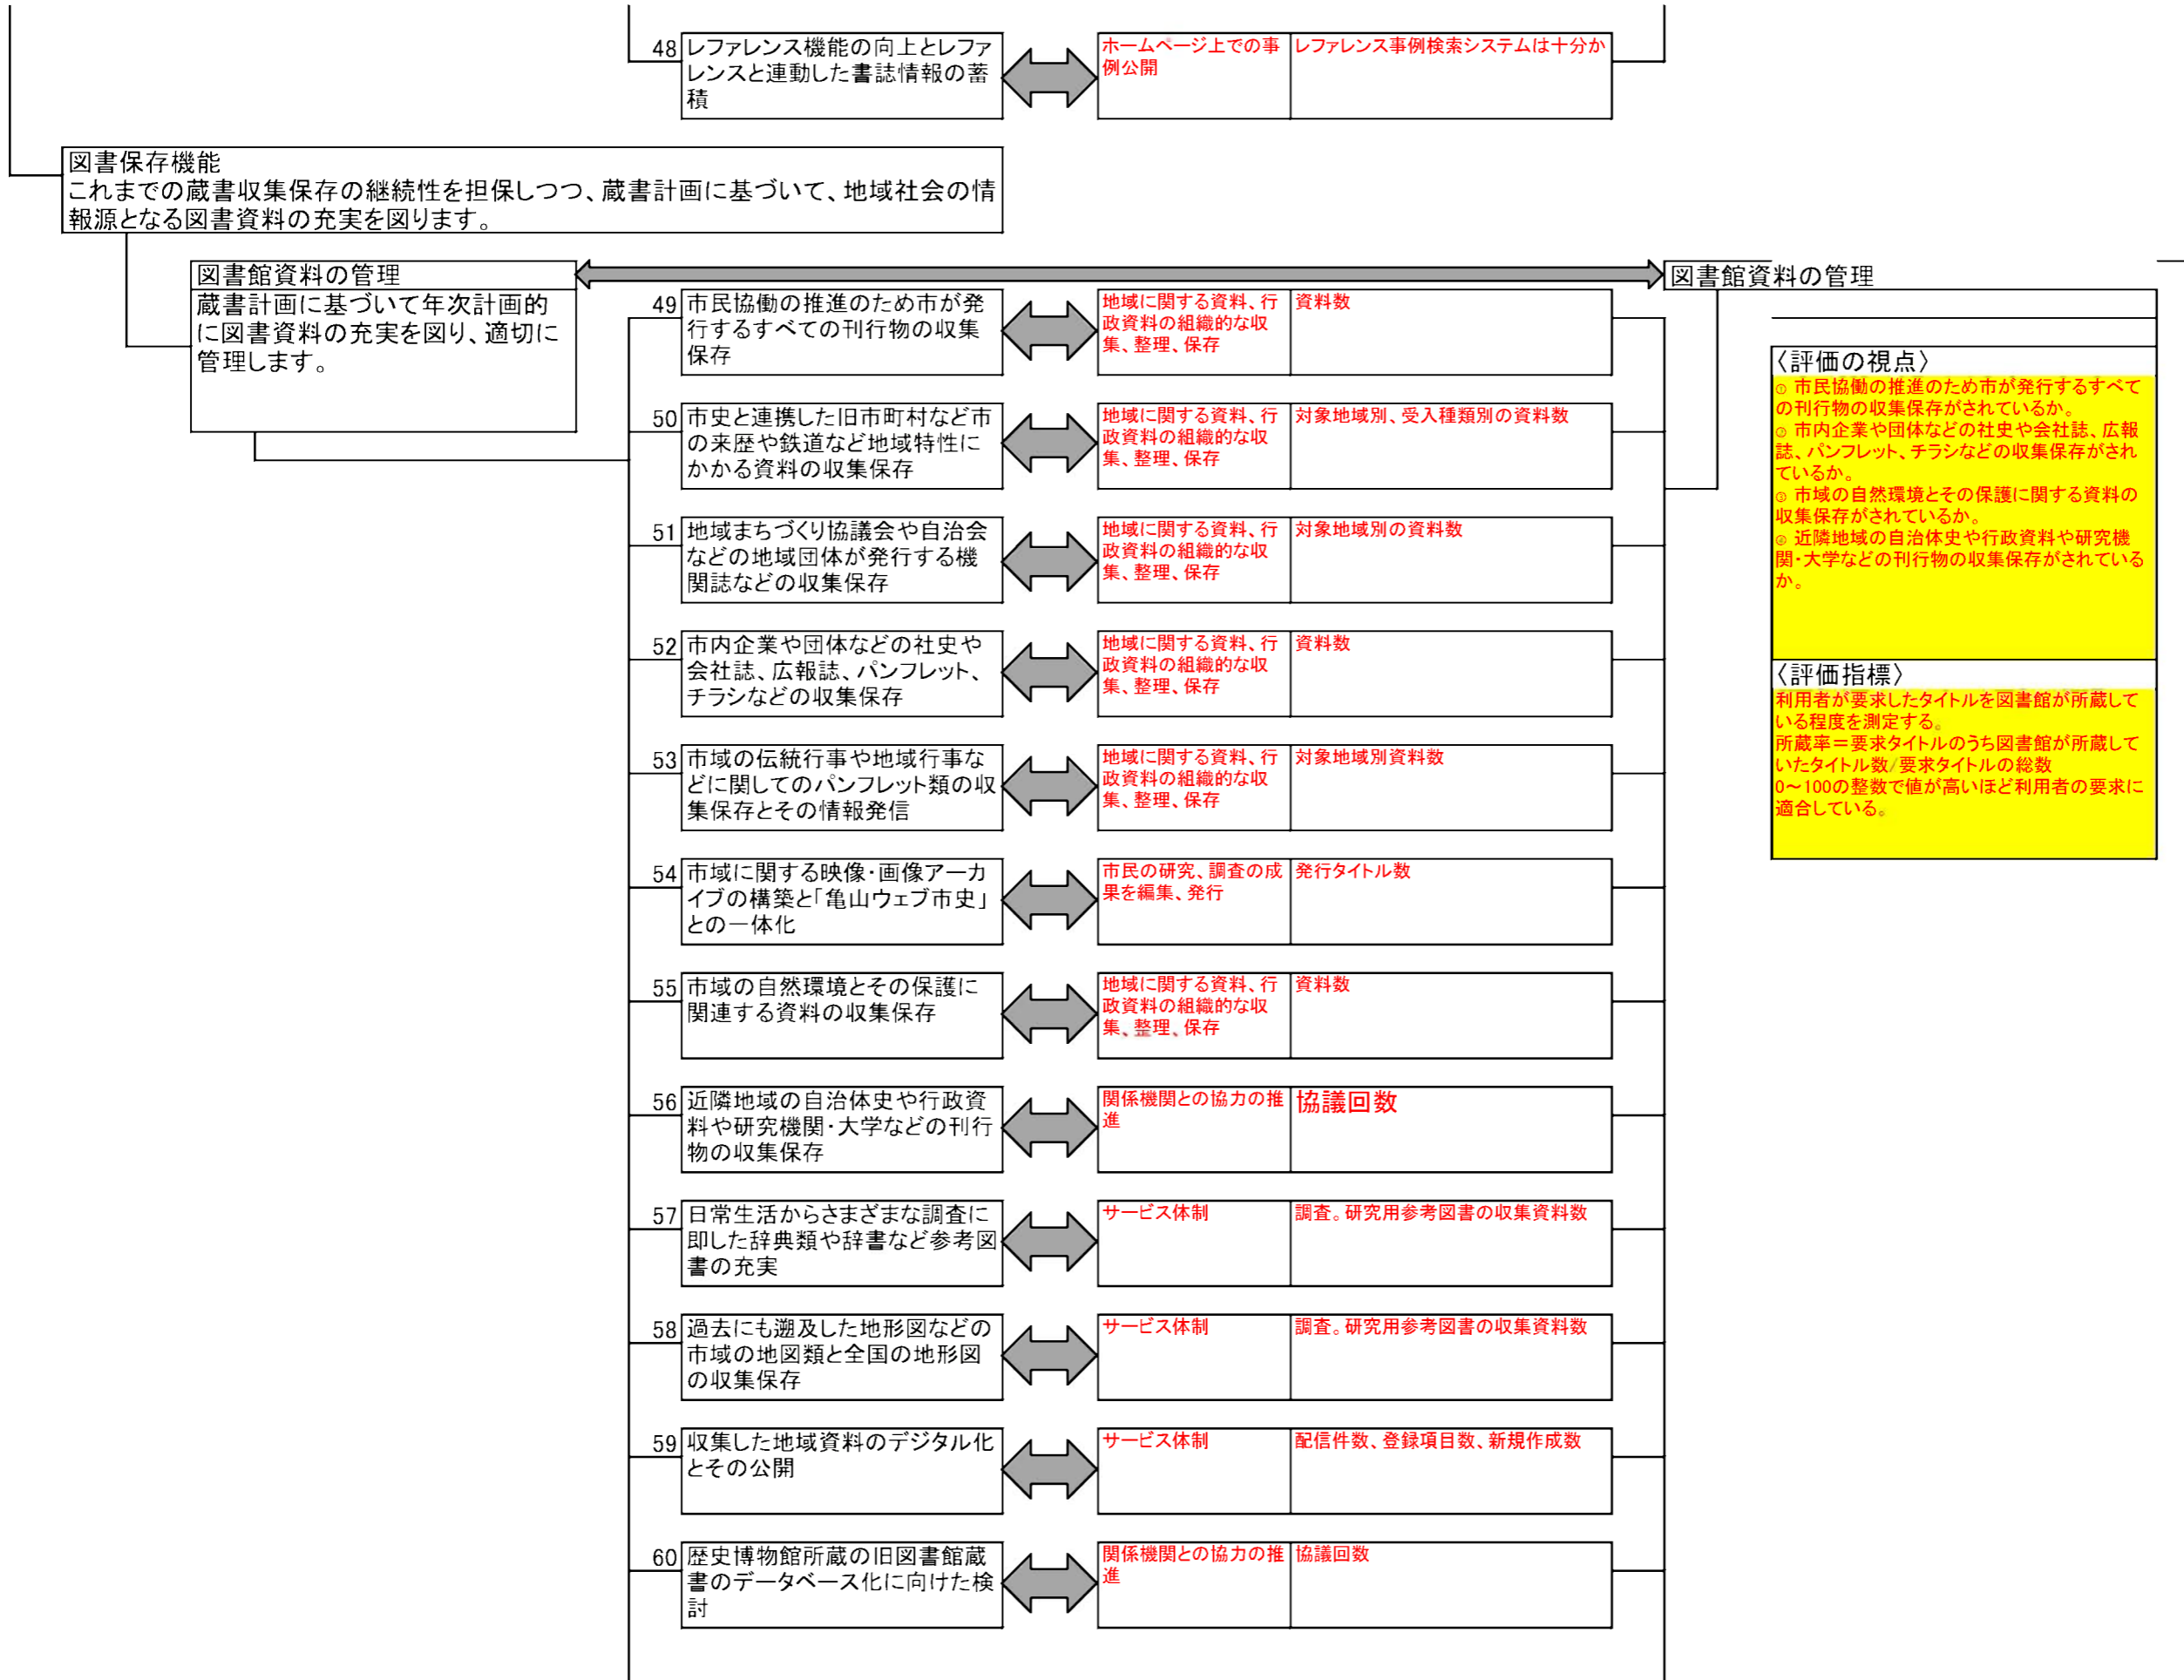 48
レファレンス機能の向上とレファ
レンスと連動した書誌情報の蓄
積
ホームページ上での事
例公開
レファレンス事例検索システムは十分か
図書保存機能
これまでの蔵書収集保存の継続性を担保しつつ、蔵書計画に基づいて、地域社会の情
報源となる図書資料の充実を図ります。
図書館資料の管理
蔵書計画に基づいて年次計画的
に図書資料の充実を図り、適切に
管理します。
図書館資料の管理
49
市民協働の推進のため市が発
行するすべての刊行物の収集
保存
地域に関する資料、行
政資料の組織的な収
集、整理、保存
資料数
50
市史と連携した旧市町村など市
の来歴や鉄道など地域特性に
かかる資料の収集保存
地域に関する資料、行
政資料の組織的な収
集、整理、保存
対象地域別、受入種類別の資料数
51
地域まちづくり協議会や自治会
などの地域団体が発行する機
関誌などの収集保存
地域に関する資料、行
政資料の組織的な収
集、整理、保存
対象地域別の資料数
52
市内企業や団体などの社史や
会社誌、広報誌、パンフレット、
チラシなどの収集保存
地域に関する資料、行
政資料の組織的な収
集、整理、保存
資料数
53
市域の伝統行事や地域行事な
どに関してのパンフレット類の収
集保存とその情報発信
地域に関する資料、行
政資料の組織的な収
集、整理、保存
対象地域別資料数
54
市域に関する映像・画像アーカ
イブの構築と「亀山ウェブ市史」
との一体化
市民の研究、調査の成
果を編集、発行
発行タイトル数
55
市域の自然環境とその保護に
関連する資料の収集保存
地域に関する資料、行
政資料の組織的な収
集、整理、保存
資料数
56
近隣地域の自治体史や行政資
料や研究機関・大学などの刊行
物の収集保存
関係機関との協力の推
進
協議回数
57
日常生活からさまざまな調査に
即した辞典類や辞書など参考図
書の充実
サービス体制
調査。研究用参考図書の収集資料数
58
過去にも遡及した地形図などの
市域の地図類と全国の地形図
の収集保存
サービス体制
調査。研究用参考図書の収集資料数
59
収集した地域資料のデジタル化
とその公開
サービス体制
配信件数、登録項目数、新規作成数
60
歴史博物館所蔵の旧図書館蔵
書のデータベース化に向けた検
討
関係機関との協力の推
進
協議回数
〈評価の視点〉
① 市民協働の推進のため市が発行するすべて
の刊行物の収集保存がされているか。
② 市内企業や団体などの社史や会社誌、広報
誌、パンフレット、チラシなどの収集保存がされ
ているか。
③ 市域の自然環境とその保護に関する資料の
収集保存がされているか。
④ 近隣地域の自治体史や行政資料や研究機
関・大学などの刊行物の収集保存がされている
か。
〈評価指標〉
利用者が要求したタイトルを図書館が所蔵して
いる程度を測定する。
所蔵率＝要求タイトルのうち図書館が所蔵して
いたタイトル数/要求タイトルの総数
0～100の整数で値が高いほど利用者の要求に
適合している。